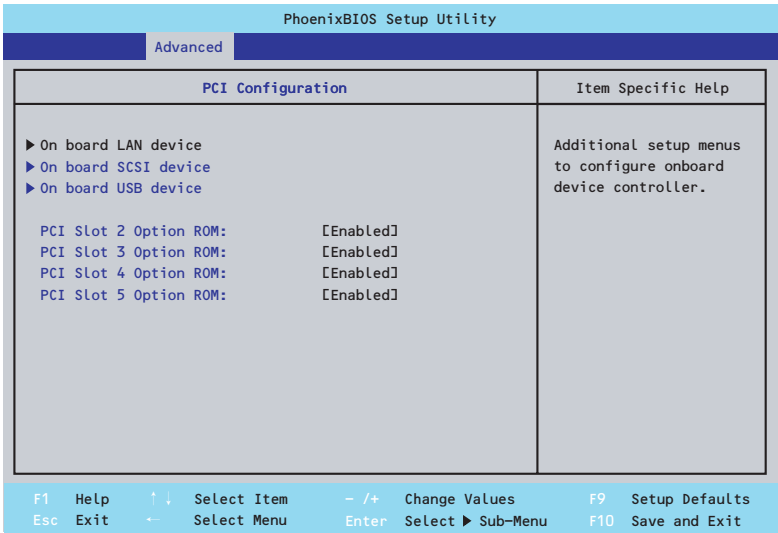 PhoenixBIOS Setup Utility
Advanced
PCI Configuration
Item Specific Help
▶ On board LAN device
▶ On board SCSI device
▶ On board USB device
PCI Slot 2 Option ROM: [Enabled]
PCI Slot 3 Option ROM: [Enabled]
PCI Slot 4 Option ROM: [Enabled]
PCI Slot 5 Option ROM: [Enabled]
Additional setup menus
to configure onboard
device controller.
F1 Help ↑↓ Select Item - /+ Change Values F9 Setup Defaults
Esc Exit ← Select Menu Enter Select ▶ Sub-Menu F10 Save and Exit